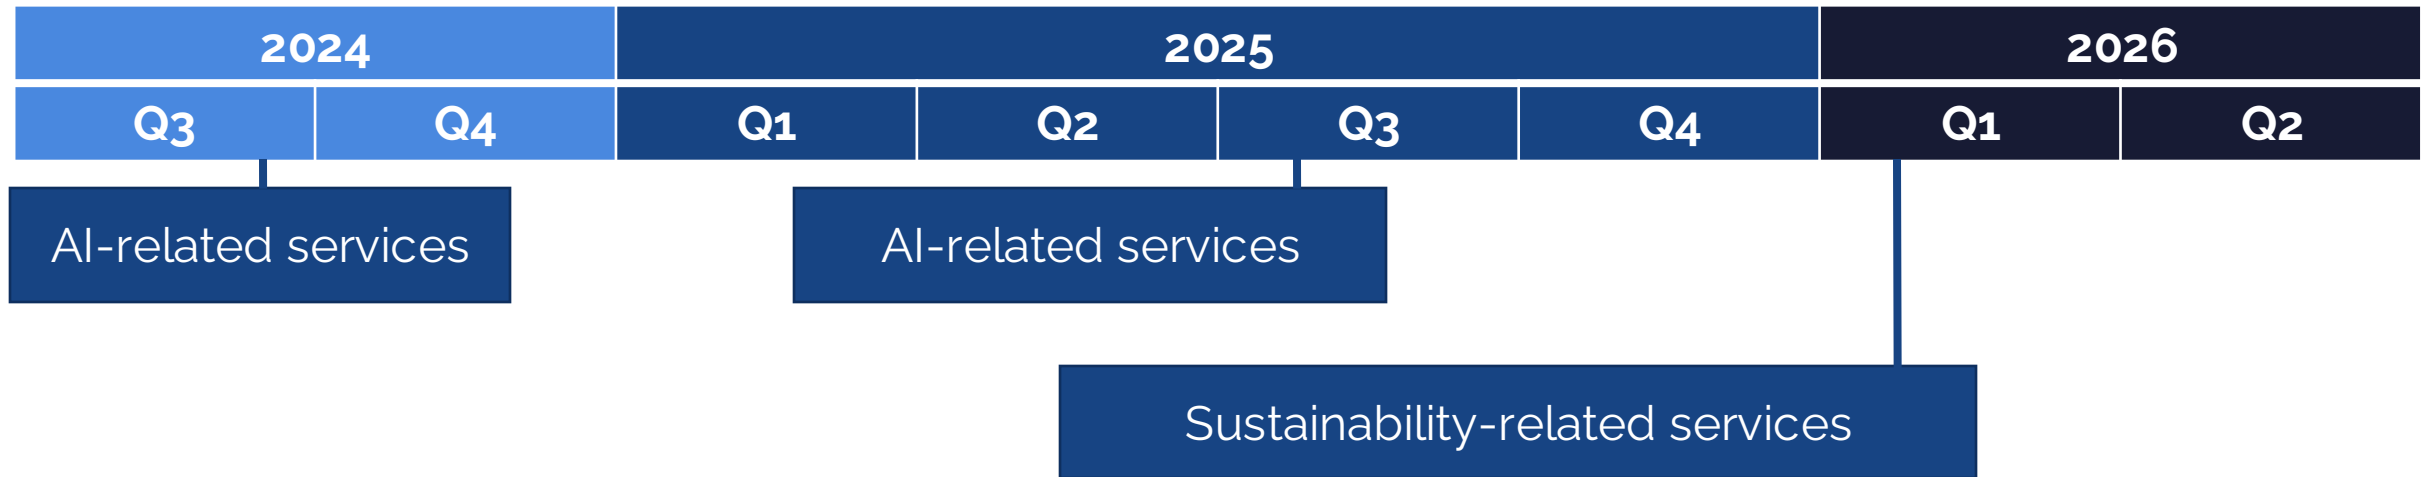 2024 2025 2026
Q3 Q4 Q1 Q2 Q3 Q4 Q1 Q2
AI-related services AI-related services
Sustainability-related services